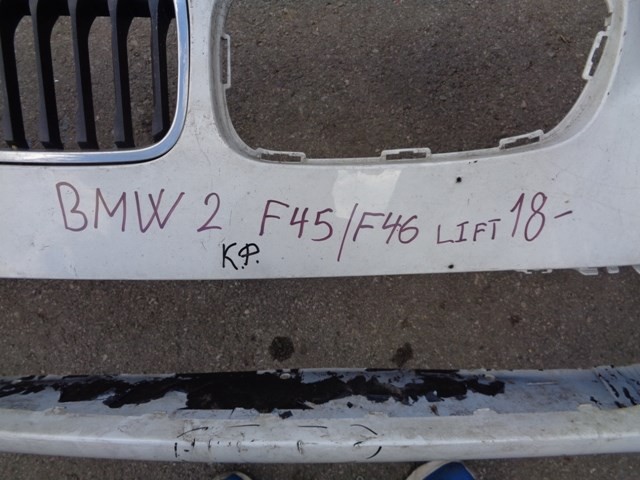 BMW 2 F45/F46 LIFT 18-
К.Ф.